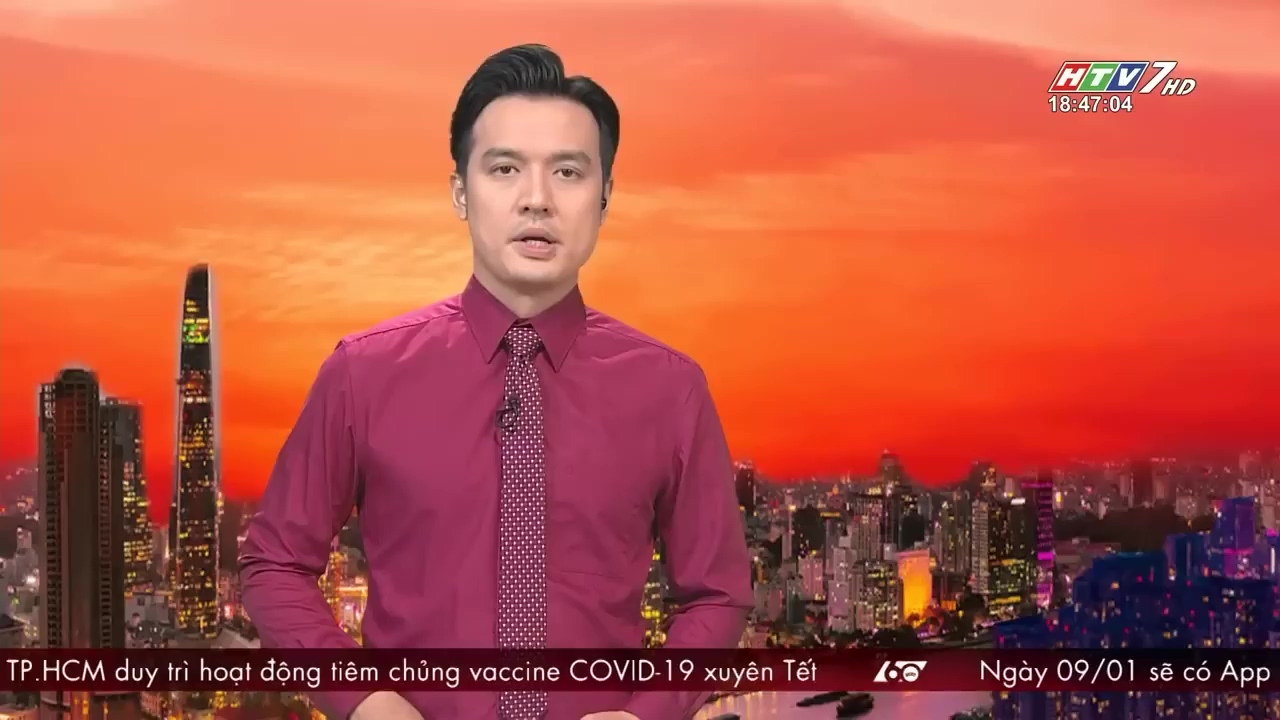 HTV7 HD
18:47:04
TP.HCM duy trì hoạt động tiêm chủng vaccine COVID-19 xuyên Tết 60 Ngày 09/01 sẽ có App